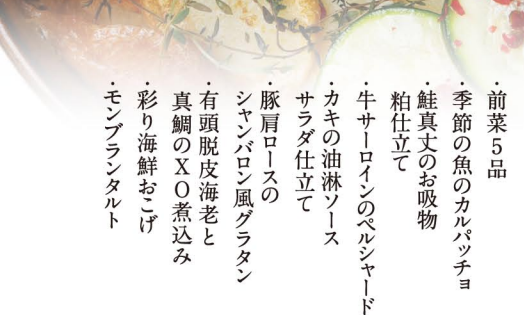 ・前菜5品
・季節の魚のカルパッチョ
・鮭真丈のお吸物
粕仕立て
・牛サーロインのペルシャード
・カキの油淋ソース
サラダ仕立て
・豚肩ロースの
シャンバロン風グラタン
・有頭脱皮海老と
真鯛のXO煮込み
・彩り海鮮おこげ
・モンブランタルト